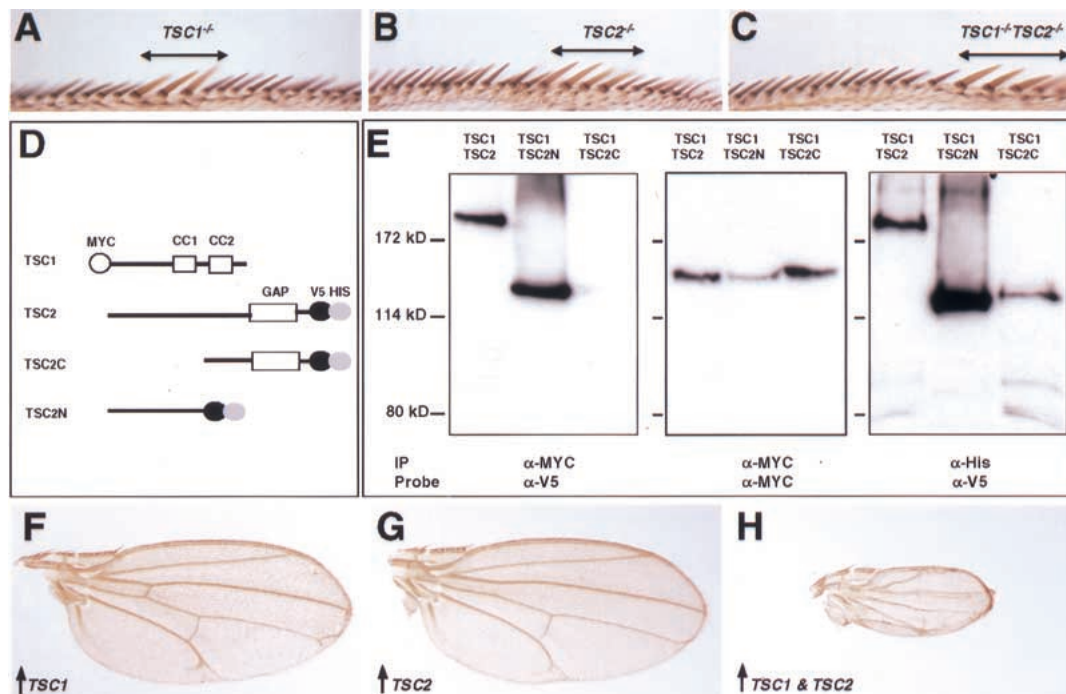 A
TSC1-/-
B
TSC2-/-
C
TSC1-/-TSC2-/-
D
MYC CC1 CC2
TSC1
GAP V5 HIS
TSC2
TSC2C
TSC2N
E
TSC1 TSC1 TSC1
TSC2 TSC2N TSC2C
TSC1 TSC1 TSC1
TSC2 TSC2N TSC2C
TSC1 TSC1 TSC1
TSC2 TSC2N TSC2C
172 kD
114 kD
80 kD
IP α-MYC α-MYC α-His
Probe α-V5 α-MYC α-V5
F
↑TSC1
G
↑TSC2
H
↑TSC1 & TSC2